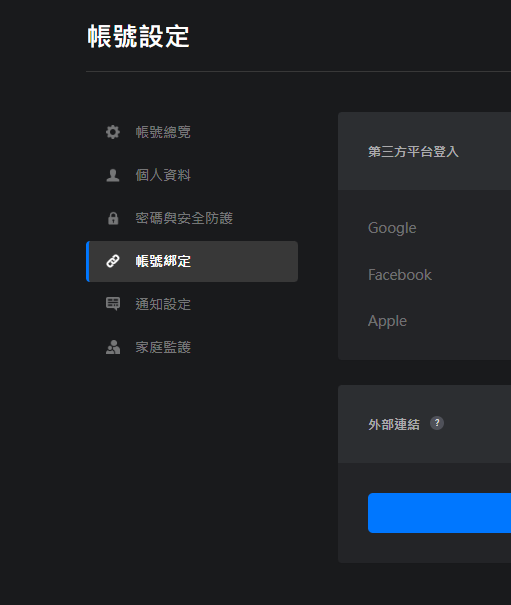 帳號設定
帳號總覽
個人資料
密碼與安全防護
帳號綁定
通知設定
家庭監護
第三方平台登入
Google
Facebook
Apple
外部連結 ?